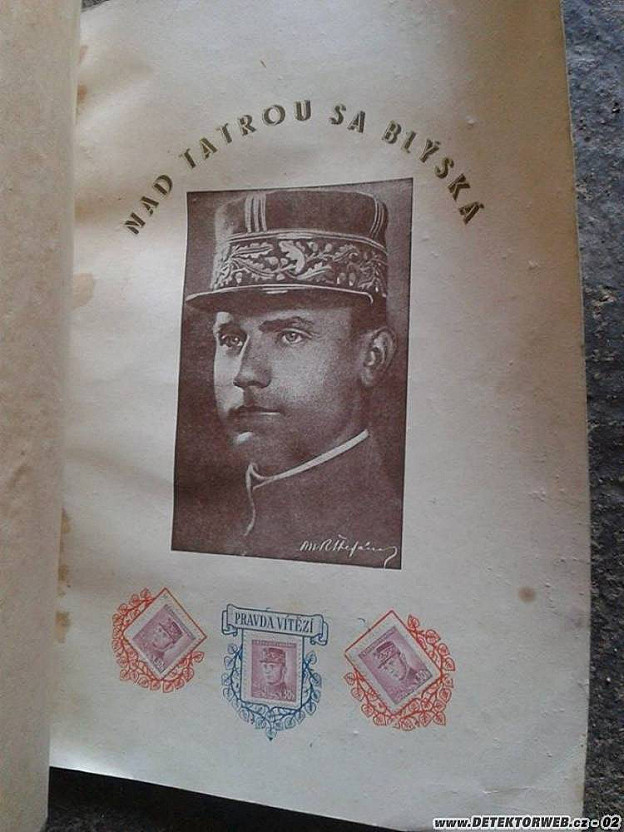 NAD TATROU SA BLÝSKÁ
M R Štefánik
PRAVDA VÍTĚZÍ
www.DETEKTORWEB.cz - 02